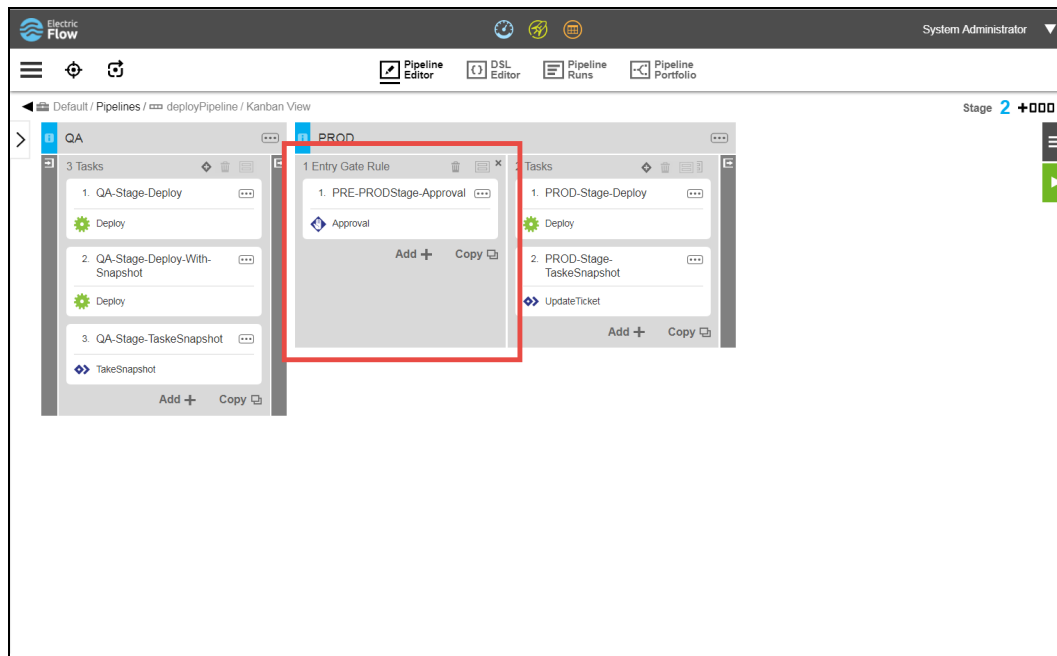 Electric
Flow
System Administrator
Pipeline
Editor
DSL
Editor
Pipeline
Runs
Pipeline
Portfolio
Default / Pipelines / deployPipeline / Kanban View
Stage 2
QA
PROD
3 Tasks
1 Entry Gate Rule
Tasks
1. QA-Stage-Deploy
1. PRE-PRODStage-Approval
1. PROD-Stage-Deploy
Deploy
Approval
Deploy
Add
Copy
2. QA-Stage-Deploy-With-
Snapshot
2. PROD-Stage-
TaskeSnapshot
Deploy
UpdateTicket
Add
Copy
3. QA-Stage-TaskeSnapshot
TakeSnapshot
Add
Copy